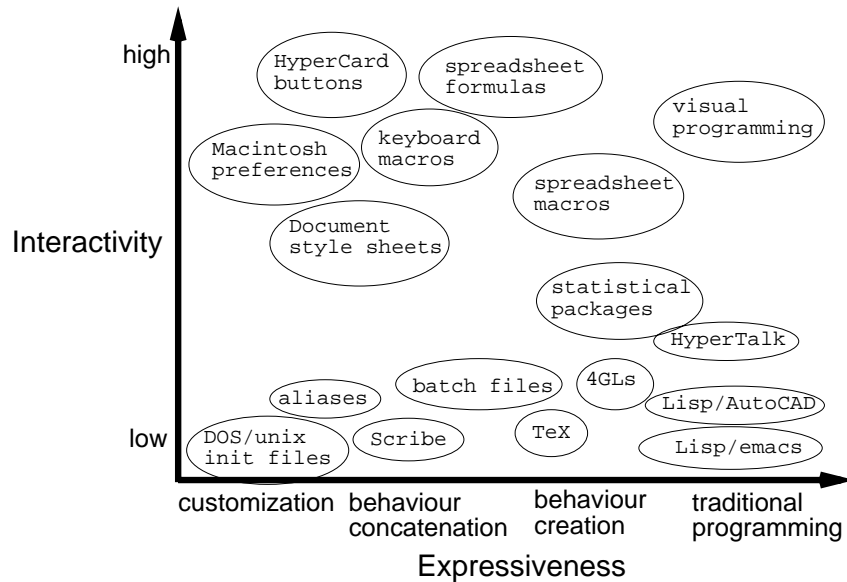 high
HyperCard
buttons
spreadsheet
formulas
visual
programming
keyboard
macros
Macintosh
preferences
spreadsheet
macros
Document
style sheets
Interactivity
statistical
packages
HyperTalk
batch files
4GLs
aliases
Lisp/AutoCAD
low
DOS/unix
init files
Scribe
TeX
Lisp/emacs
customization
behaviour
concatenation
behaviour
creation
traditional
programming
Expressiveness